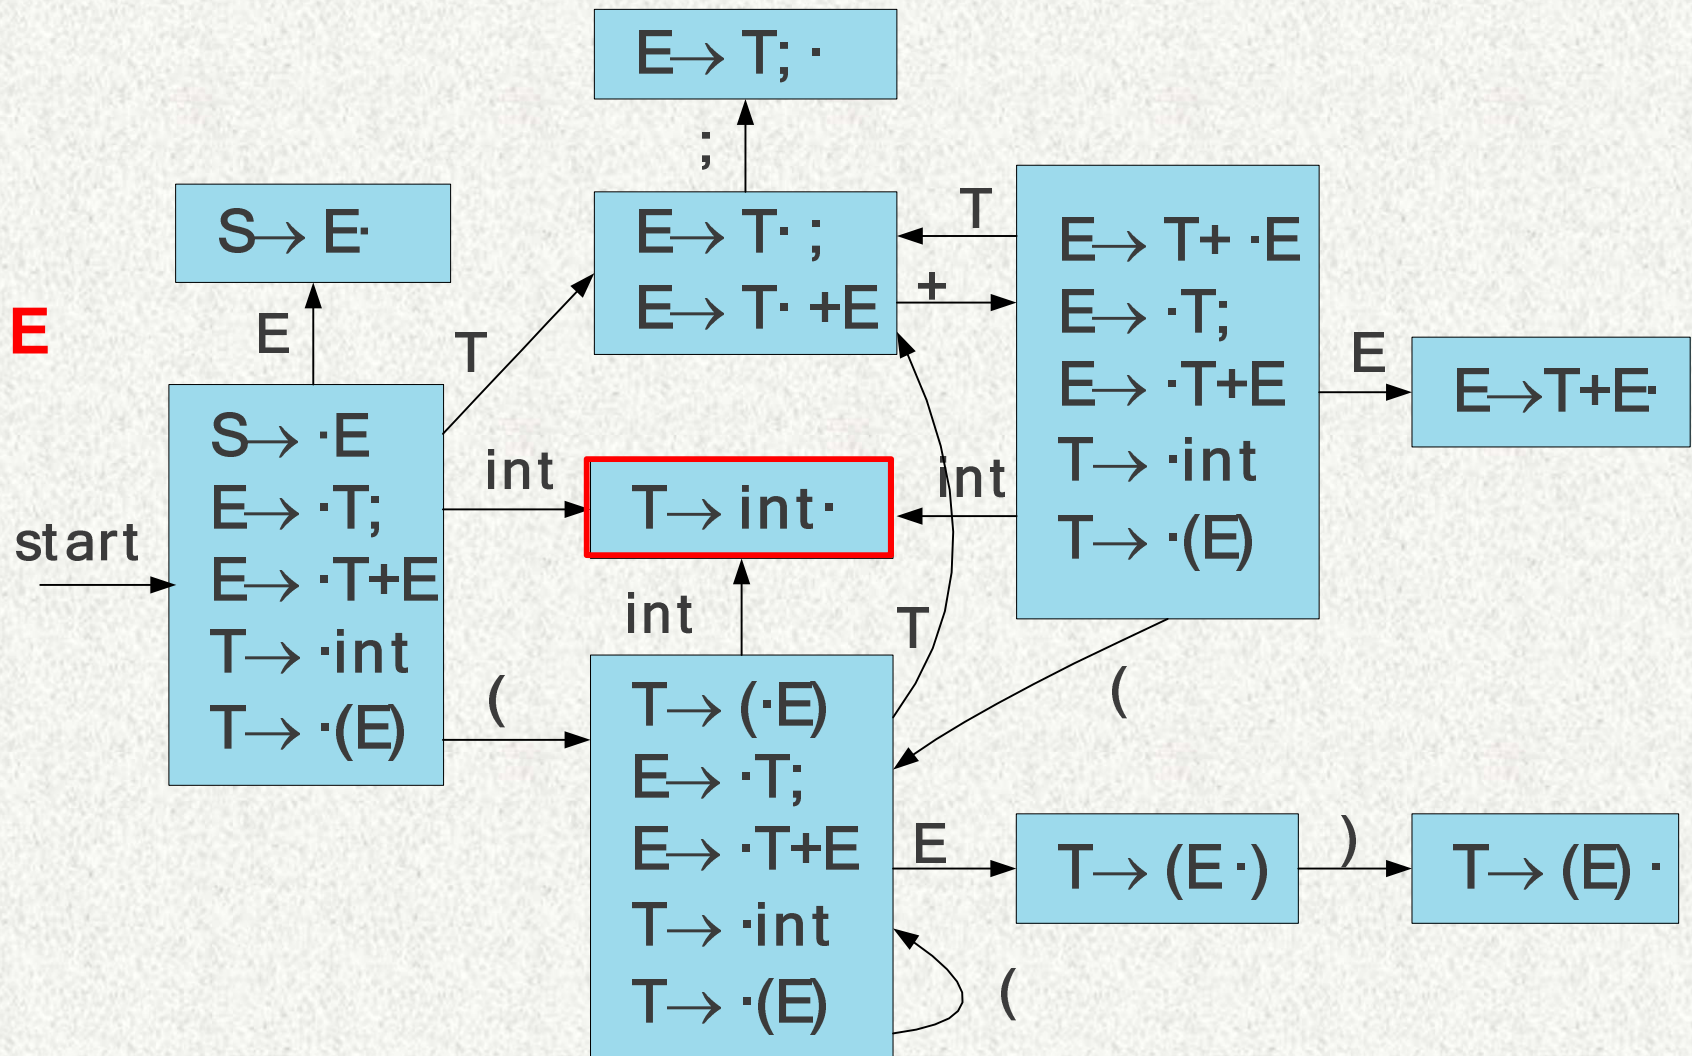 E→ T; ·
;
S→ E·
E→ T· ;
E→ T· +E
T
+
E→ T+ ·E
E→ ·T;
E→ ·T+E
T→ ·int
T→ ·(E)
E
E→T+E·
E
E
T
S→ ·E
E→ ·T;
E→ ·T+E
T→ ·int
T→ ·(E)
start
int
T→ int·
int
int
T
(
(
T→ (·E)
E→ ·T;
E→ ·T+E
T→ ·int
T→ ·(E)
E
T→ (E ·)
)
T→ (E) ·
(